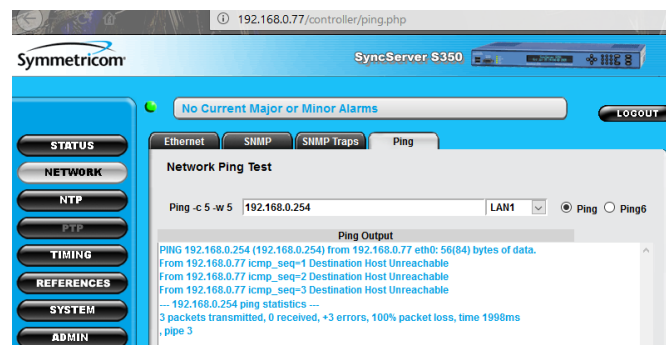 192.168.0.77/controller/ping.php
Symmetricom
SyncServer S350
No Current Major or Minor Alarms
LOGOUT
STATUS
NETWORK
NTP
PTP
TIMING
REFERENCES
SYSTEM
ADMIN
Ethernet SNMP SNMP Traps Ping
Network Ping Test
Ping -c 5 -w 5 192.168.0.254 LAN1 Ping Ping6
Ping Output
PING 192.168.0.254 (192.168.0.254) from 192.168.0.77 eth0: 56(84) bytes of data.
From 192.168.0.77 icmp_seq=1 Destination Host Unreachable
From 192.168.0.77 icmp_seq=2 Destination Host Unreachable
From 192.168.0.77 icmp_seq=3 Destination Host Unreachable
--- 192.168.0.254 ping statistics ---
3 packets transmitted, 0 received, +3 errors, 100% packet loss, time 1998ms
, pipe 3